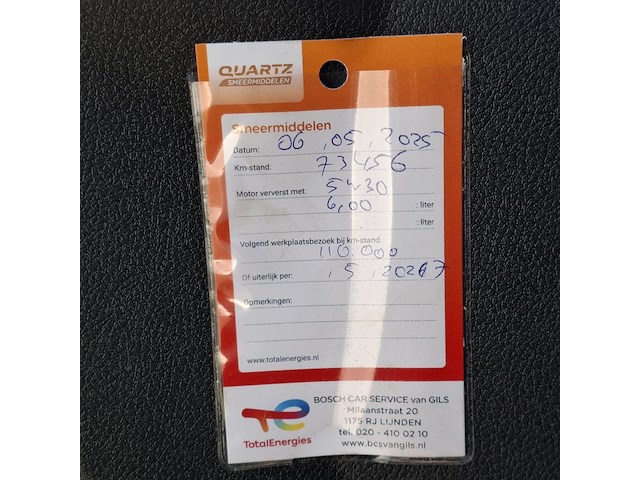 QUARTZ
SMEERMIDDELEN
Smeermiddelen
Datum: 06 , 05 , 2025
Km-stand: 73456
Motor ververst met: 5W30
6,00 : liter
: liter
Volgend werkplaatsbezoek bij km-stand:
110.000
Of uiterlijk per: , 5 , 2027
Opmerkingen:
www.totalenergies.nl
TotalEnergies
BOSCH CAR SERVICE van GILS
Milaanstraat 20
1175 RJ LIJNDEN
tel. 020 - 410 02 10
www.bcsvangils.nl